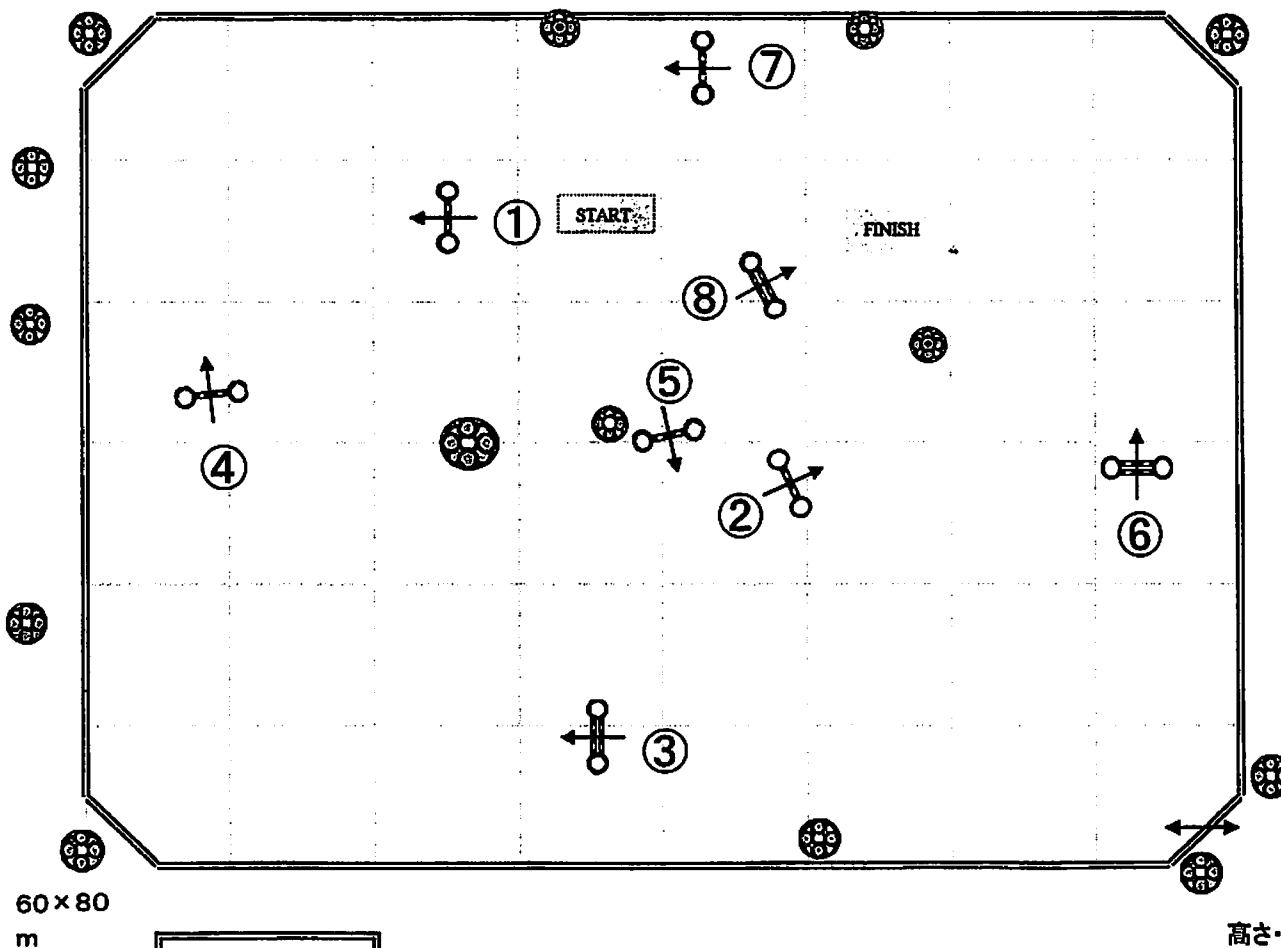 ⑦
①
START
FINISH
⑧
⑤
④
②
⑥
③
60×80
m
高さ・